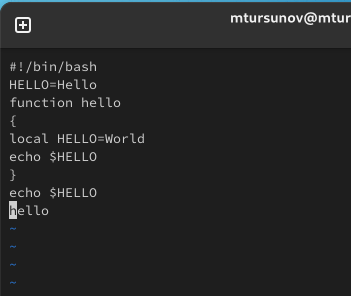 mtursunov@mtur
#!/bin/bash
HELLO=Hello
function hello
{
local HELLO=World
echo $HELLO
}
echo $HELLO
hello
~
~
~
~